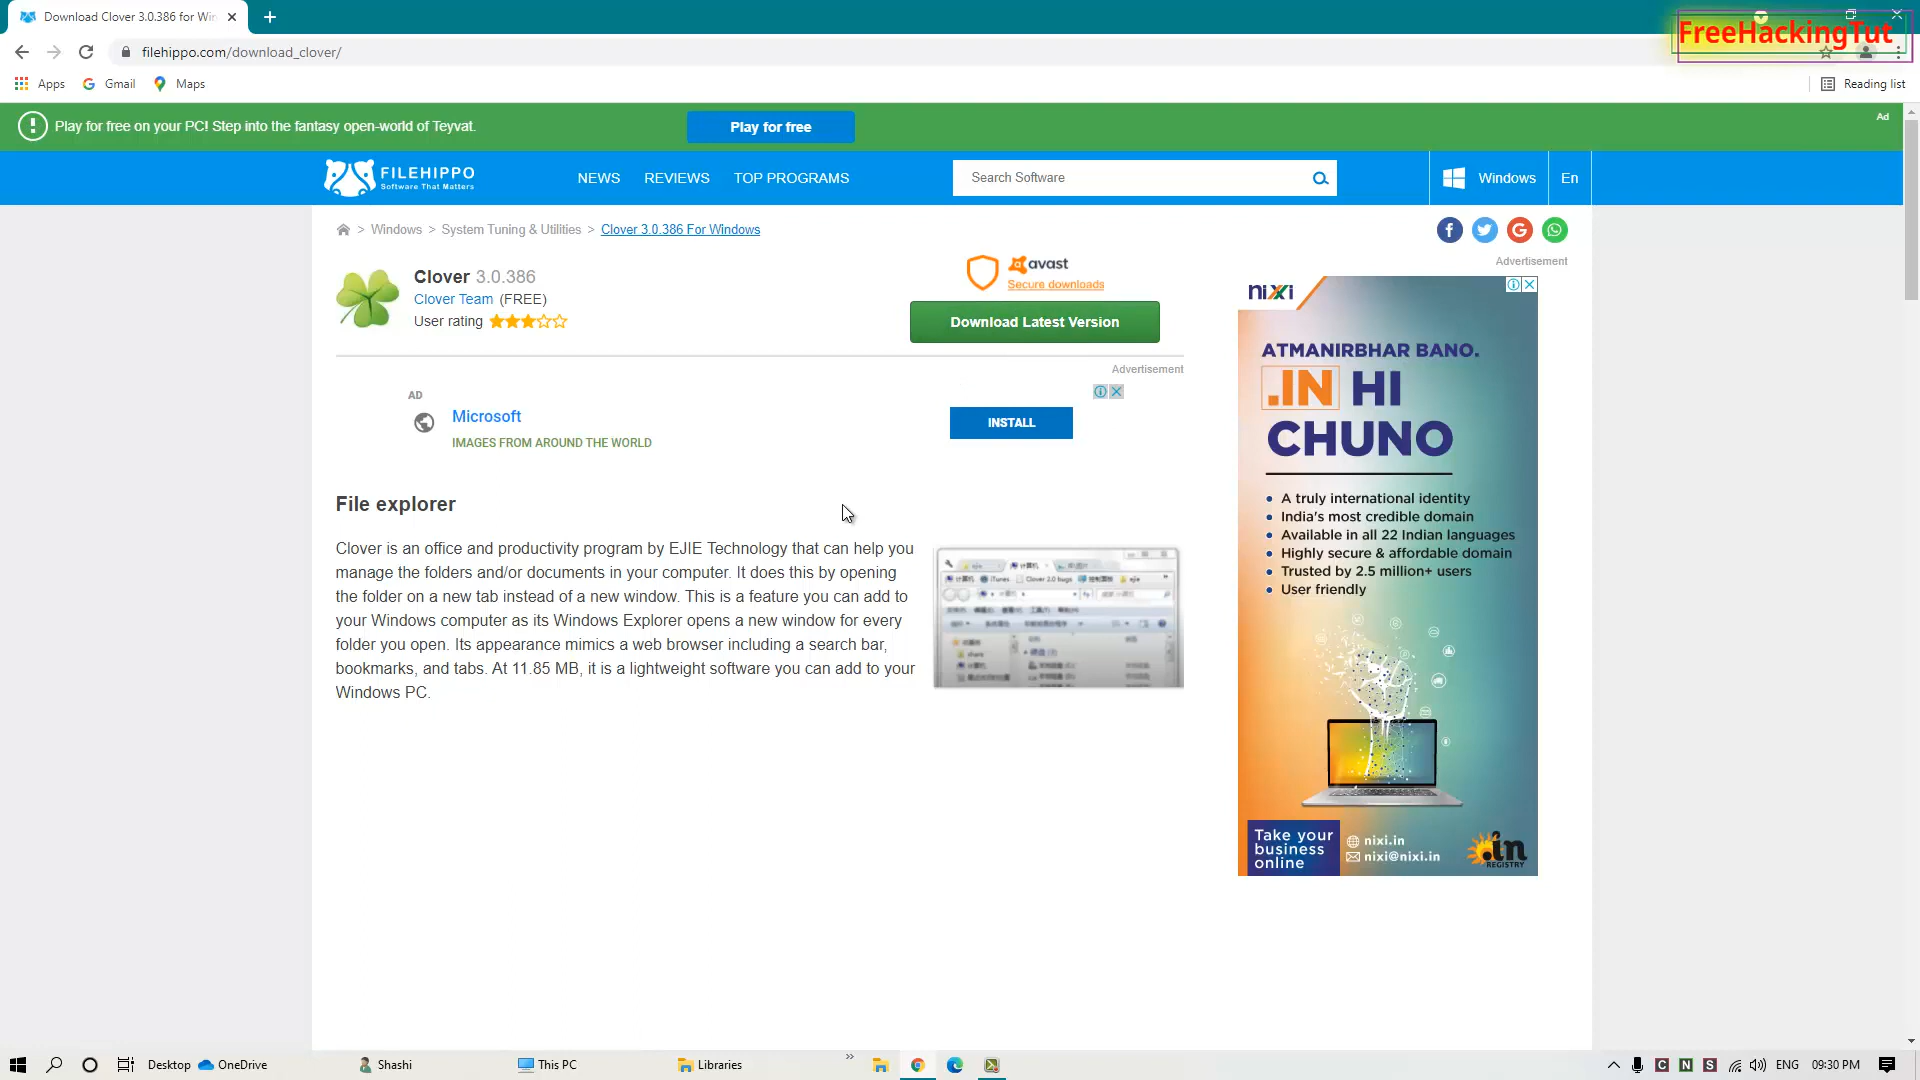 Download Clover 3.0.386 for Win
FreeHackingTut
filehippo.com/download_clover/
Apps
Gmail
Maps
Reading list
Play for free on your PC! Step into the fantasy open-world of Teyvat.
Play for free
Ad
FILEHIPPO
Software That Matters
NEWS
REVIEWS
TOP PROGRAMS
Search Software
Windows
En
> Windows > System Tuning & Utilities > Clover 3.0.386 For Windows
Advertisement
Clover 3.0.386
Clover Team (FREE)
User rating
avast
Secure downloads
Download Latest Version
Advertisement
AD
Microsoft
IMAGES FROM AROUND THE WORLD
INSTALL
File explorer
Clover is an office and productivity program by EJIE Technology that can help you
manage the folders and/or documents in your computer. It does this by opening
the folder on a new tab instead of a new window. This is a feature you can add to
your Windows computer as its Windows Explorer opens a new window for every
folder you open. Its appearance mimics a web browser including a search bar,
bookmarks, and tabs. At 11.85 MB, it is a lightweight software you can add to your
Windows PC.
iTunes
Clover 2.0 bugs
nixi
ATMANIRBHAR BANO.
.IN HI
CHUNO
A truly international identity
India's most credible domain
Available in all 22 Indian languages
Highly secure & affordable domain
Trusted by 2.5 million+ users
User friendly
Take your
business
online
nixi.in
nixi@nixi.in
.in
REGISTRY
Desktop
OneDrive
Shashi
This PC
Libraries
ENG
09:30 PM